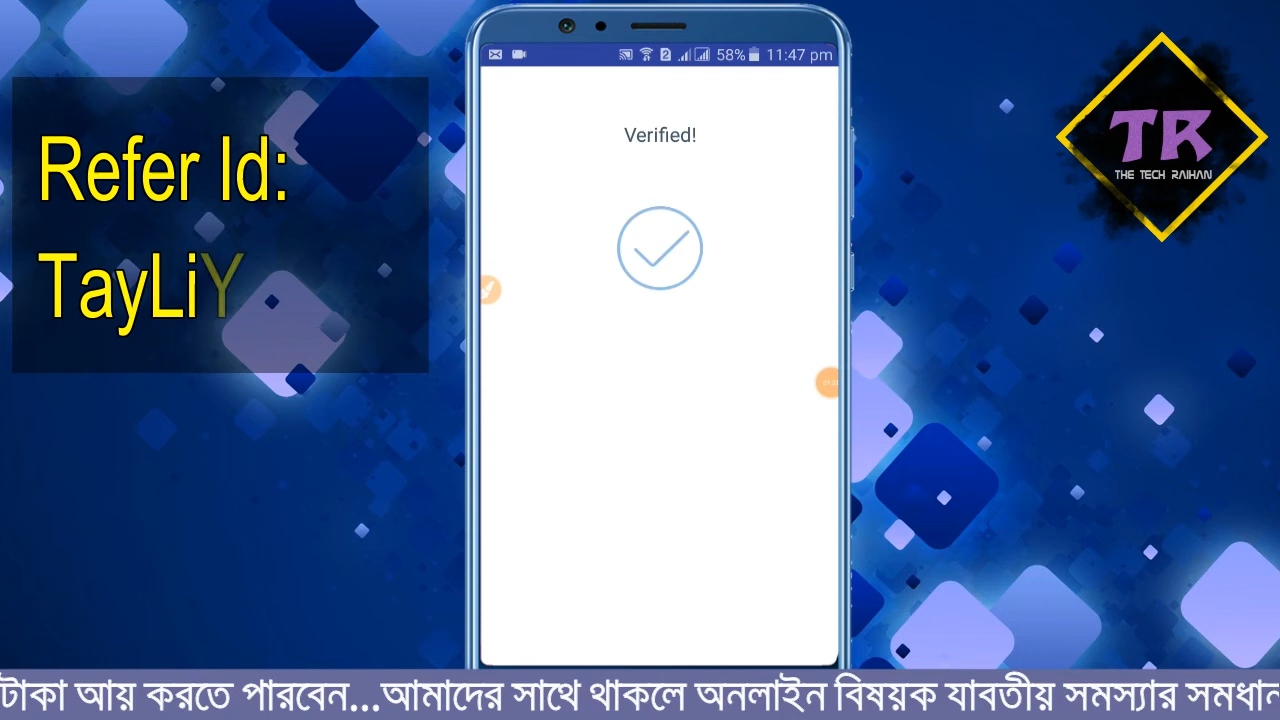 Refer Id:
TayLiY
58% 11:47 pm
Verified!
TR
THE TECH RAIHAN
টাকা আয় করতে পারবেন...আমাদের সাথে থাকলে অনলাইন বিষয়ক যাবতীয় সমস্যার সমধান